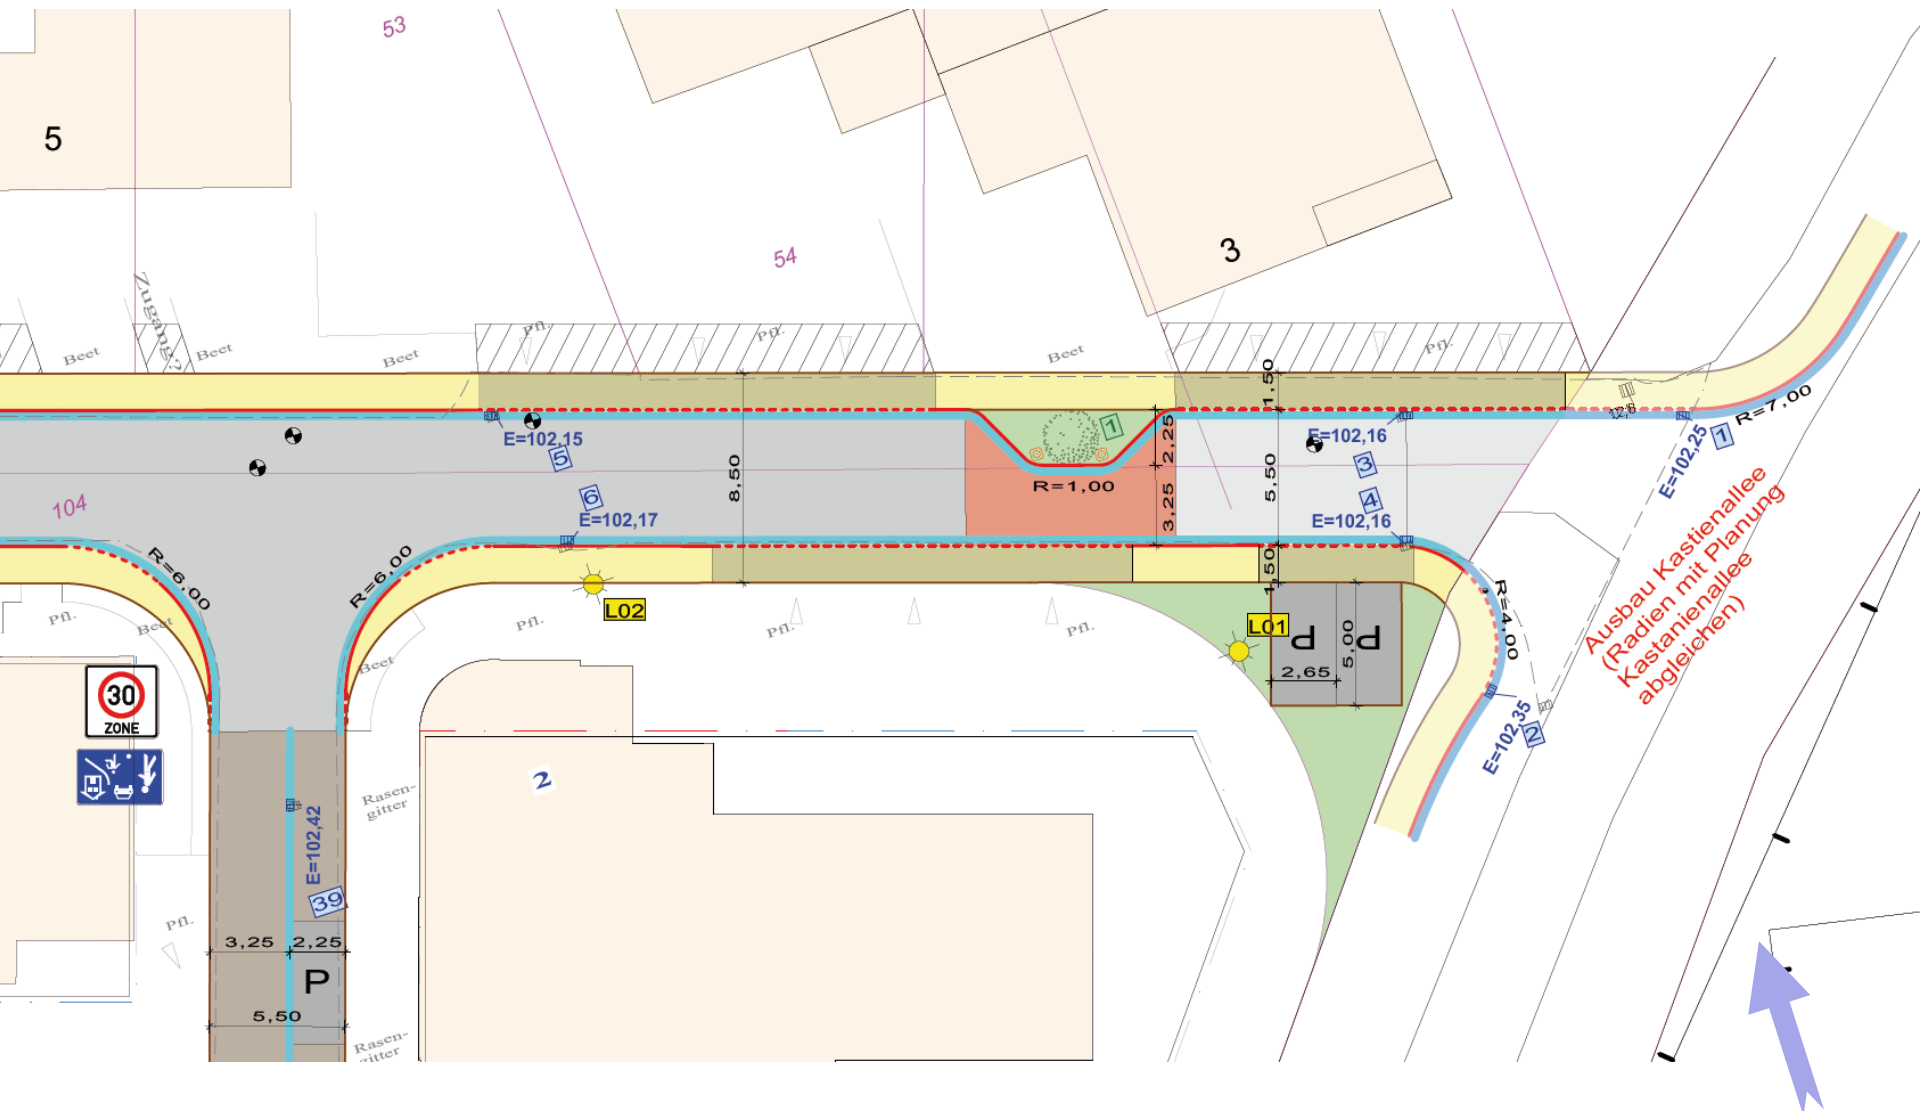 53
5
54
3
Zugang?
Beet
Beet
Beet
Pfl.
Pfl.
Beet
Pfl.
1,50
R=7,00
E=102,15
5
6
E=102,17
8,50
1
2,25
R=1,00
3,25
E=102,16
3
5,50
4
E=102,16
E=102,25
1
104
R=6,00
R=6,00
1,50
Ausbau Kastienallee
(Radien mit Planung
Kastanienallee
abgleichen)
L02
L01
P
P
5,00
2,65
R=4,00
Pfl.
Beet
Beet
Pfl.
Pfl.
Pfl.
30
ZONE
E=102,35
2
2
Rasen-
gitter
E=102,42
39
Pfl.
3,25
2,25
P
5,50
Rasen-
gitter